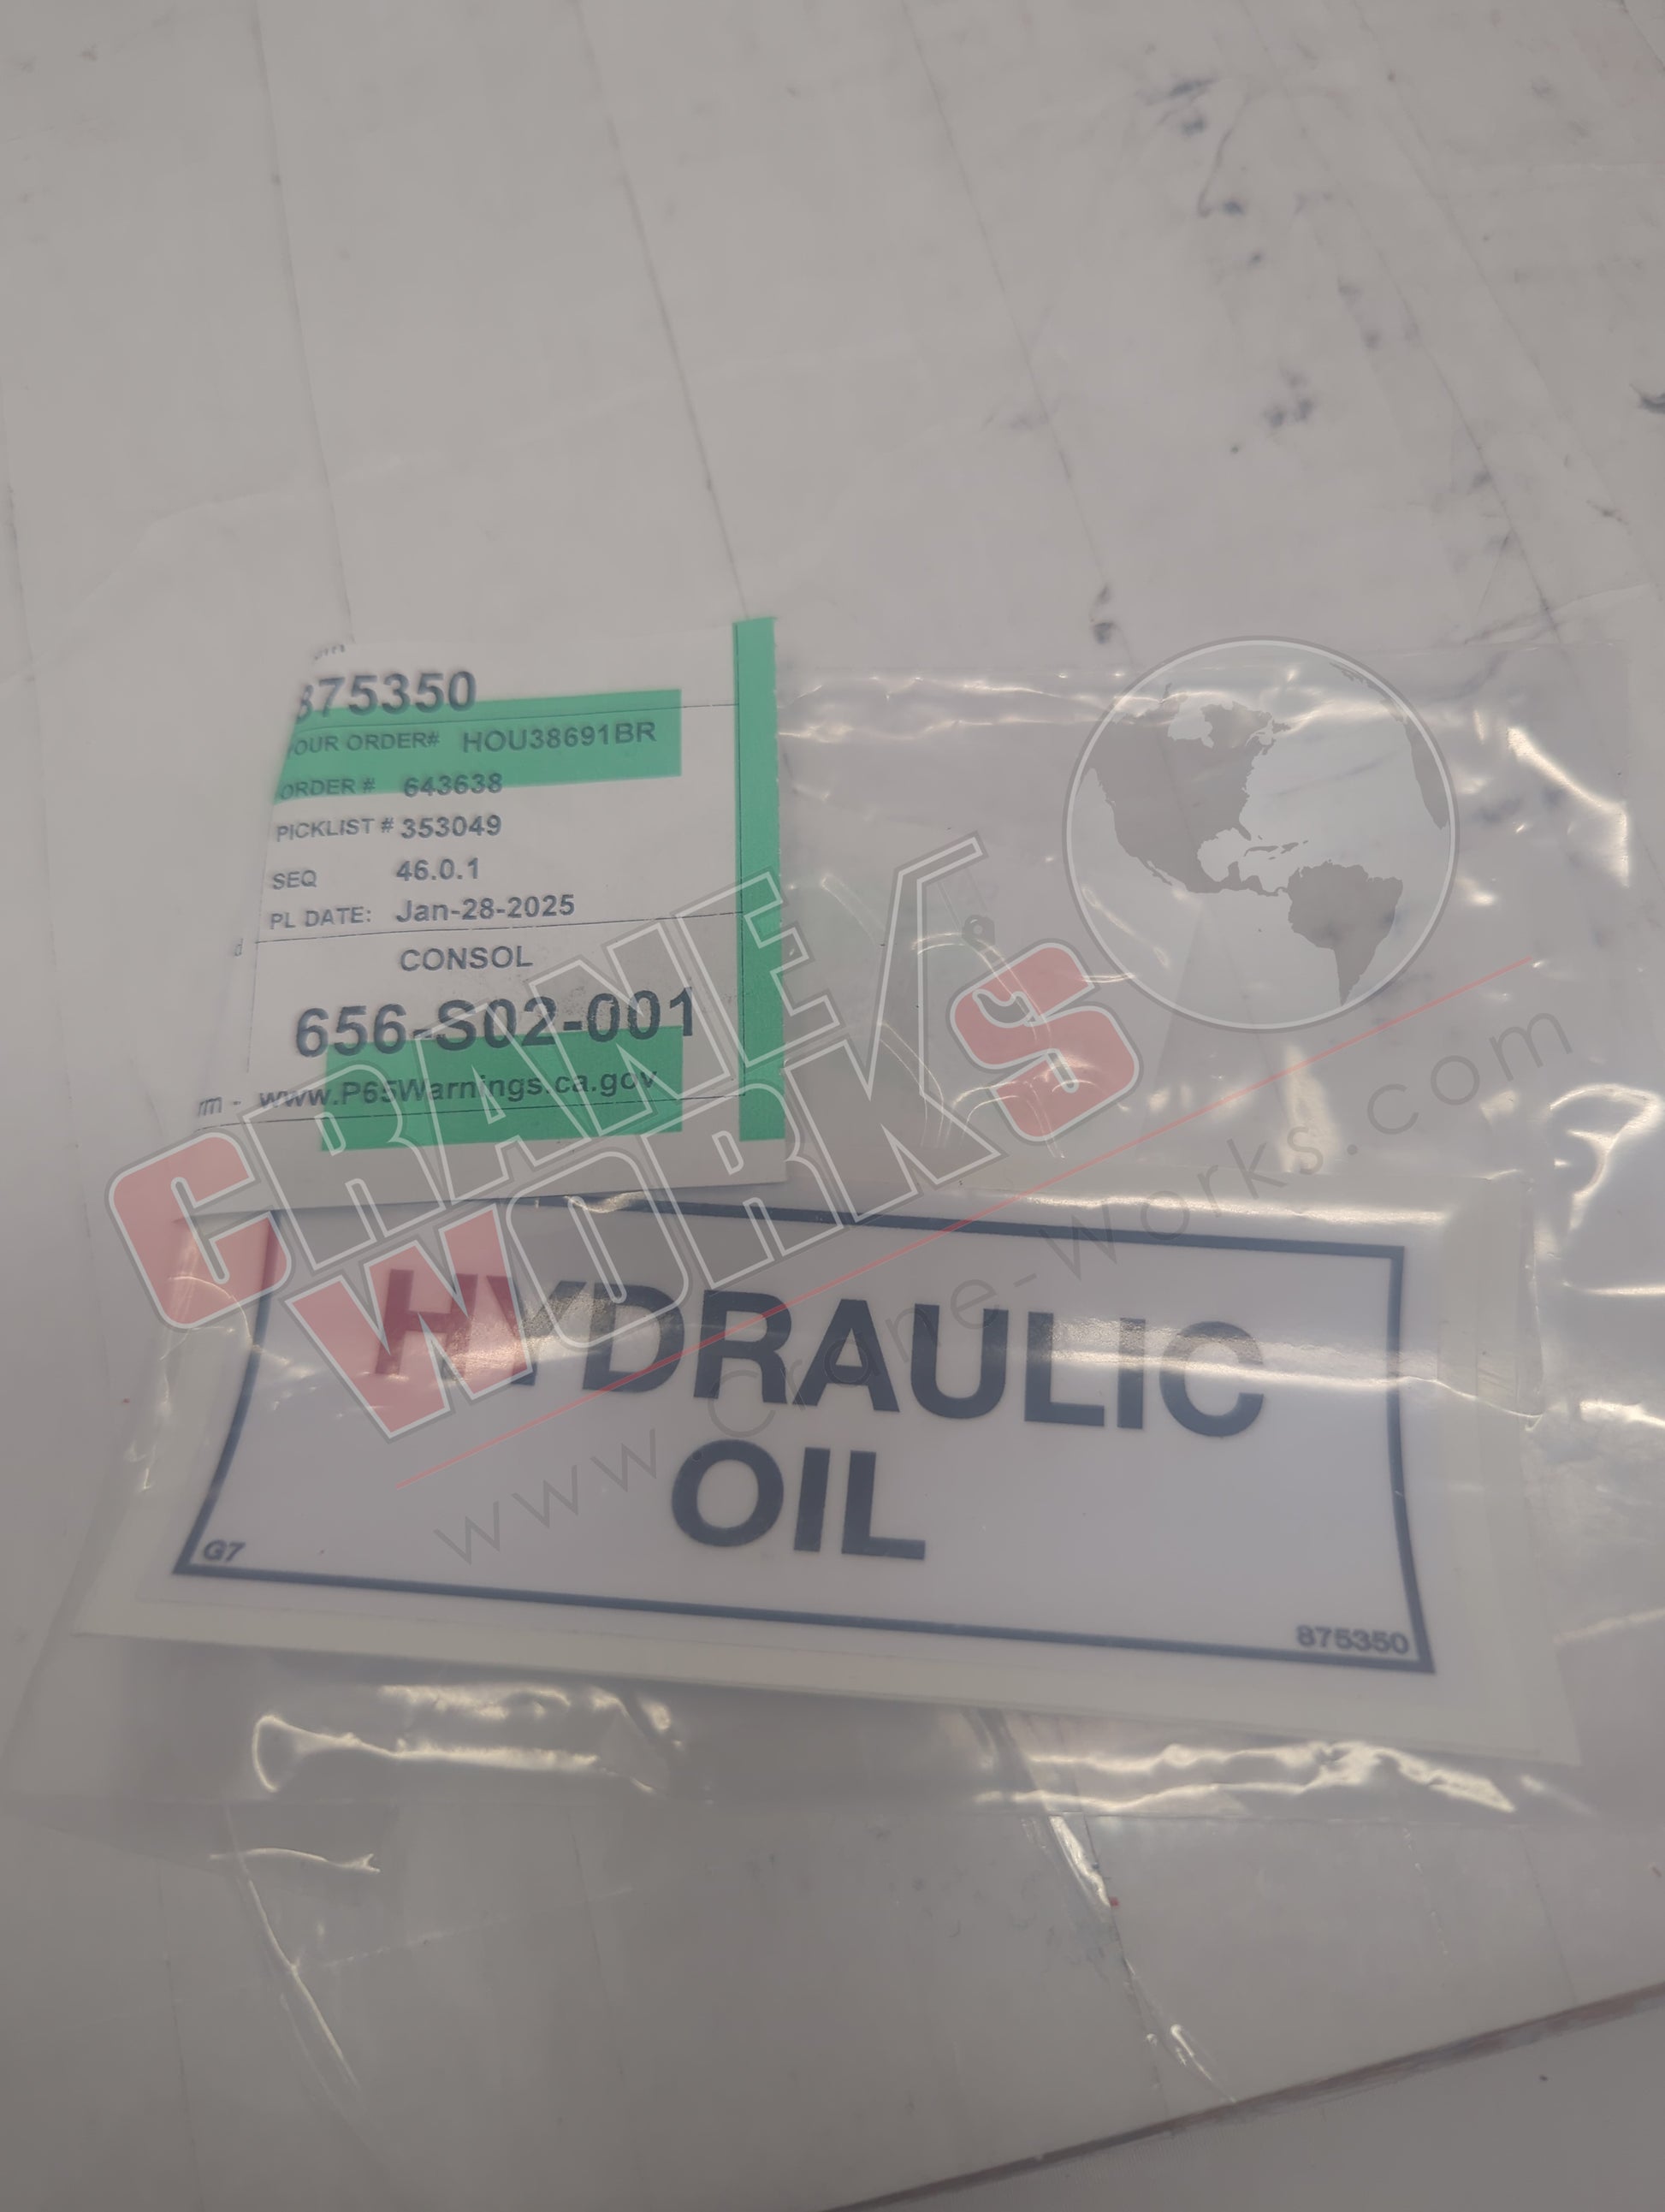 875350
YOUR ORDER# HOU38691BR
ORDER # 643638
PICKLIST # 353049
SEQ 46.0.1
PL DATE: Jan-28-2025
d
CONSOL
656-S02-001
rm - www.P65Warnings.ca.gov
CRANE WORKS
www.Crane-Works.com
HYDRAULIC
OIL
G7
875350